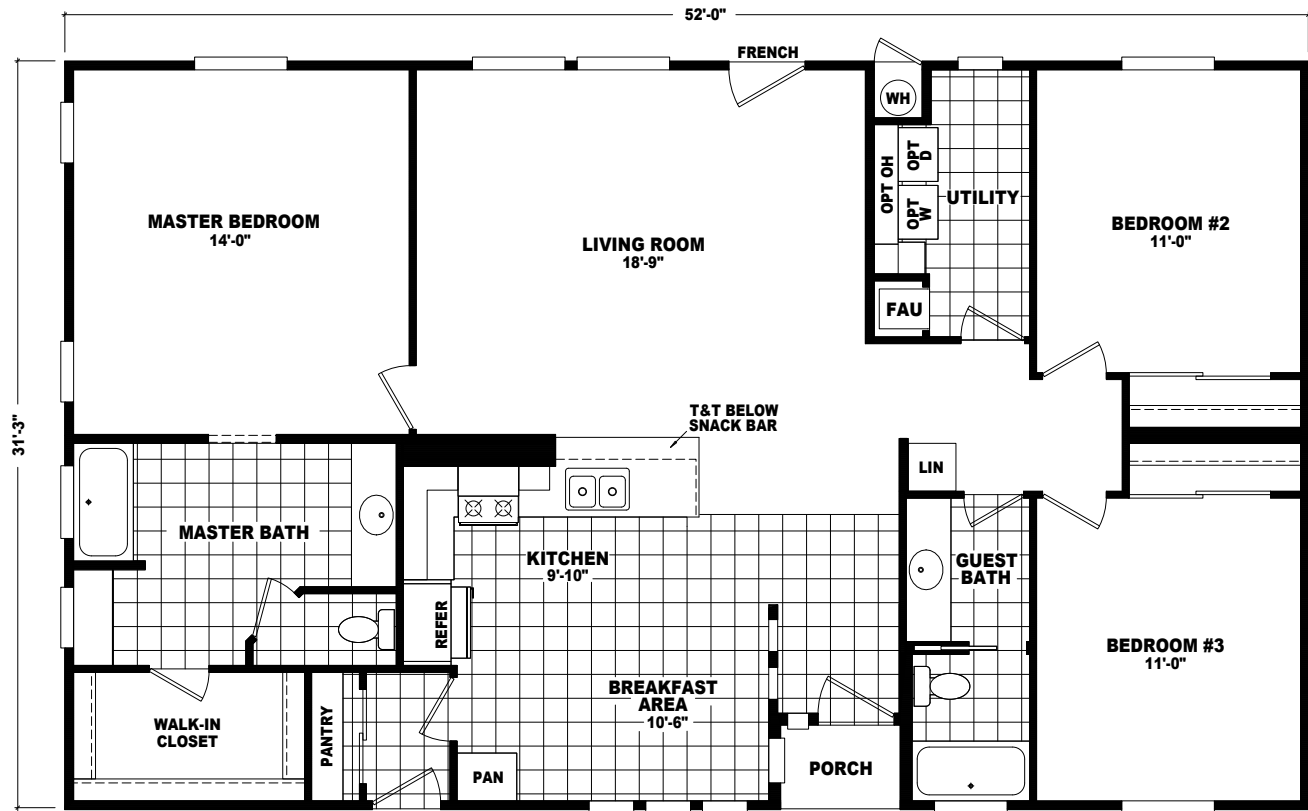 52'-0"
FRENCH
WH
OPT OH
OPT
D
OPT
W
UTILITY
MASTER BEDROOM
14'-0"
LIVING ROOM
18'-9"
BEDROOM #2
11'-0"
FAU
31'-3"
T&T BELOW
SNACK BAR
LIN
MASTER BATH
KITCHEN
9'-10"
GUEST
BATH
REFER
BEDROOM #3
11'-0"
BREAKFAST
AREA
10'-6"
WALK-IN
CLOSET
PANTRY
PAN
PORCH